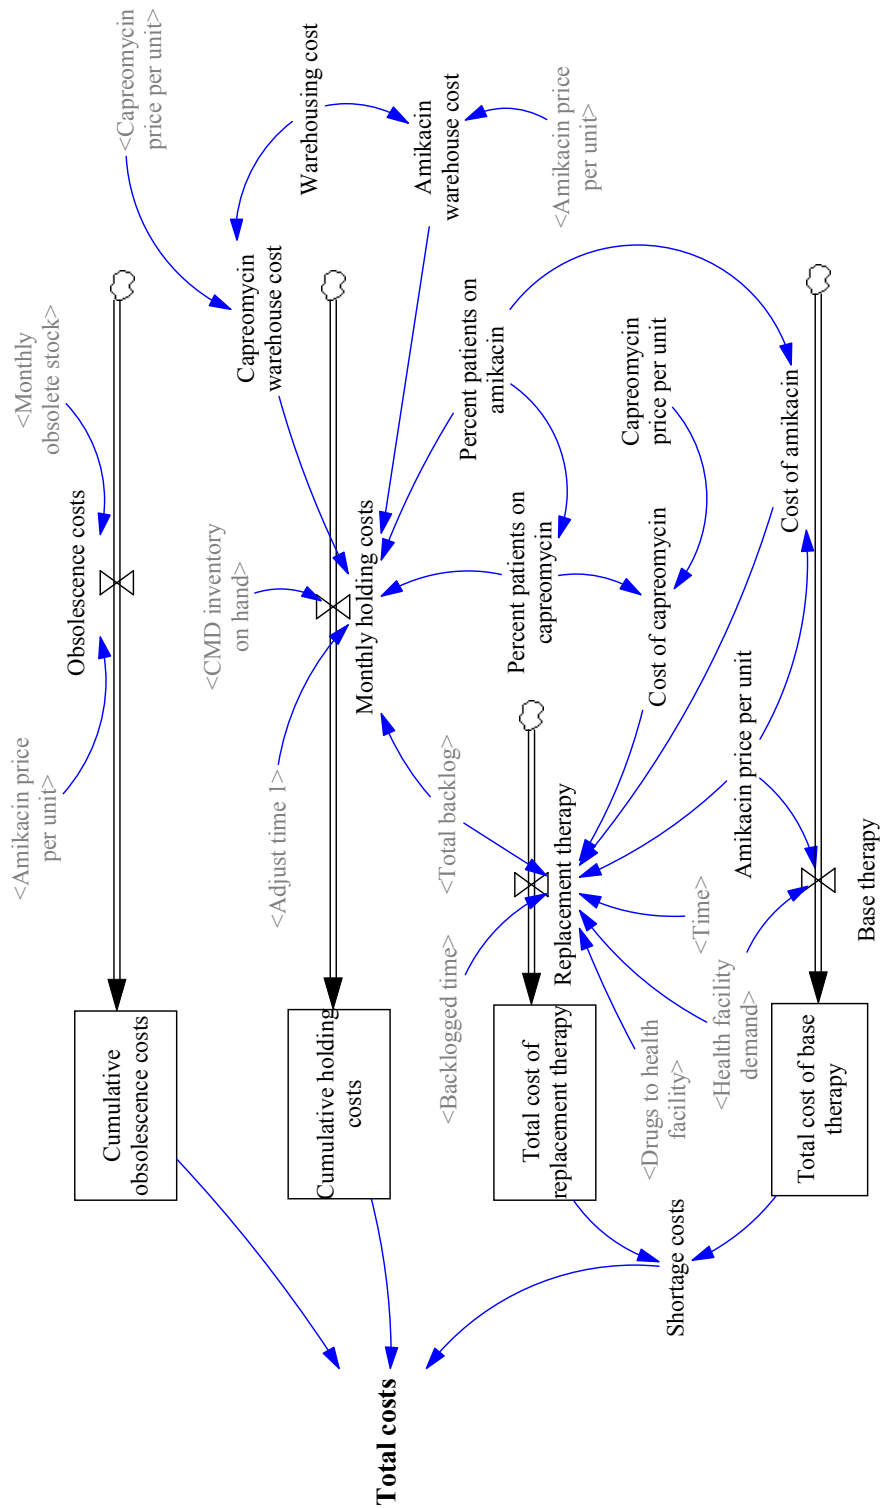 <Capreomycin
price per unit>
Warehousing cost
Amikacin
warehouse cost
<Amikacin price
per unit>
<Monthly
obsolete stock>
Capreomycin
warehouse cost
Percent patients on
amikacin
Capreomycin
price per unit
Cost of amikacin
Obsolescence costs
<CMD inventory
on hand>
Monthly holding costs
Percent patients on
capreomycin
Cost of capreomycin
Amikacin price per unit
<Amikacin price
per unit>
<Adjust time 1>
<Total backlog>
<Backlogged time>
Replacement therapy
<Time>
Base therapy
<Drugs to health
facility>
<Health facility
demand>
Cumulative
obsolescence costs
Cumulative holding
costs
Total cost of
replacement therapy
Total cost of base
therapy
Shortage costs
Total costs